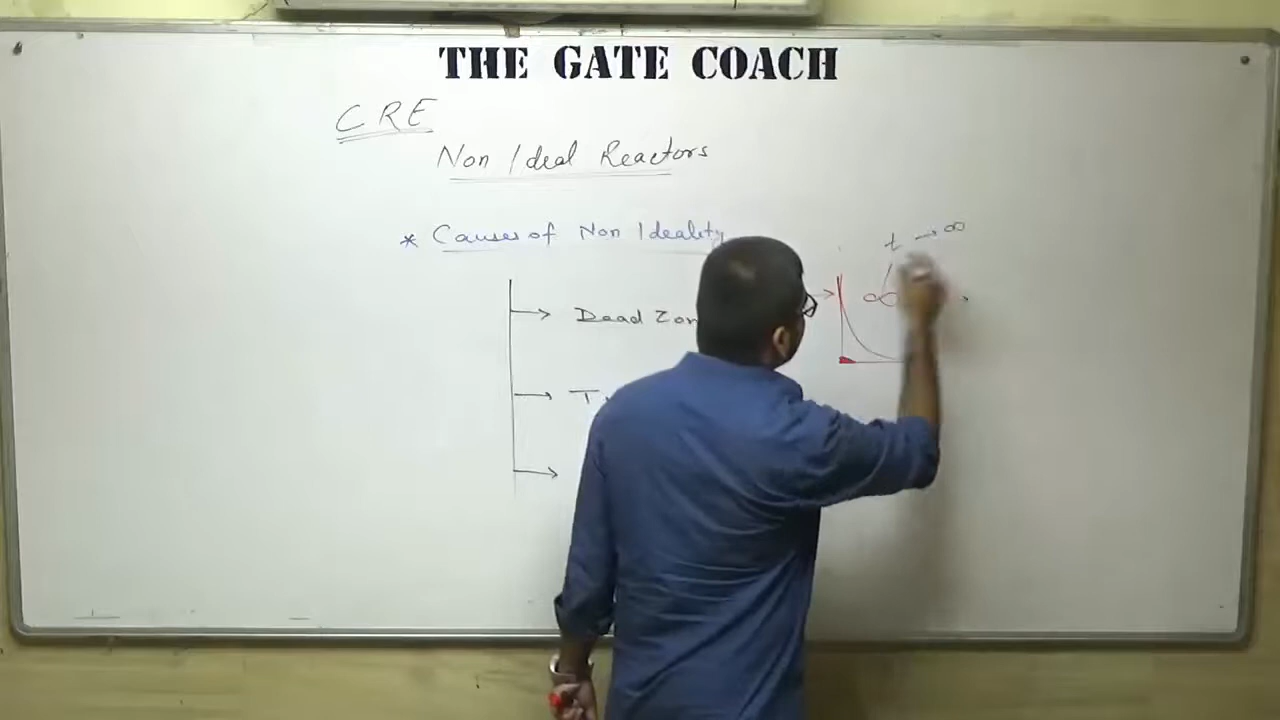 THE GATE COACH
CRE
Non Ideal Reactors
* Causes of Non Ideality
t → ∞
Dead Zon
T